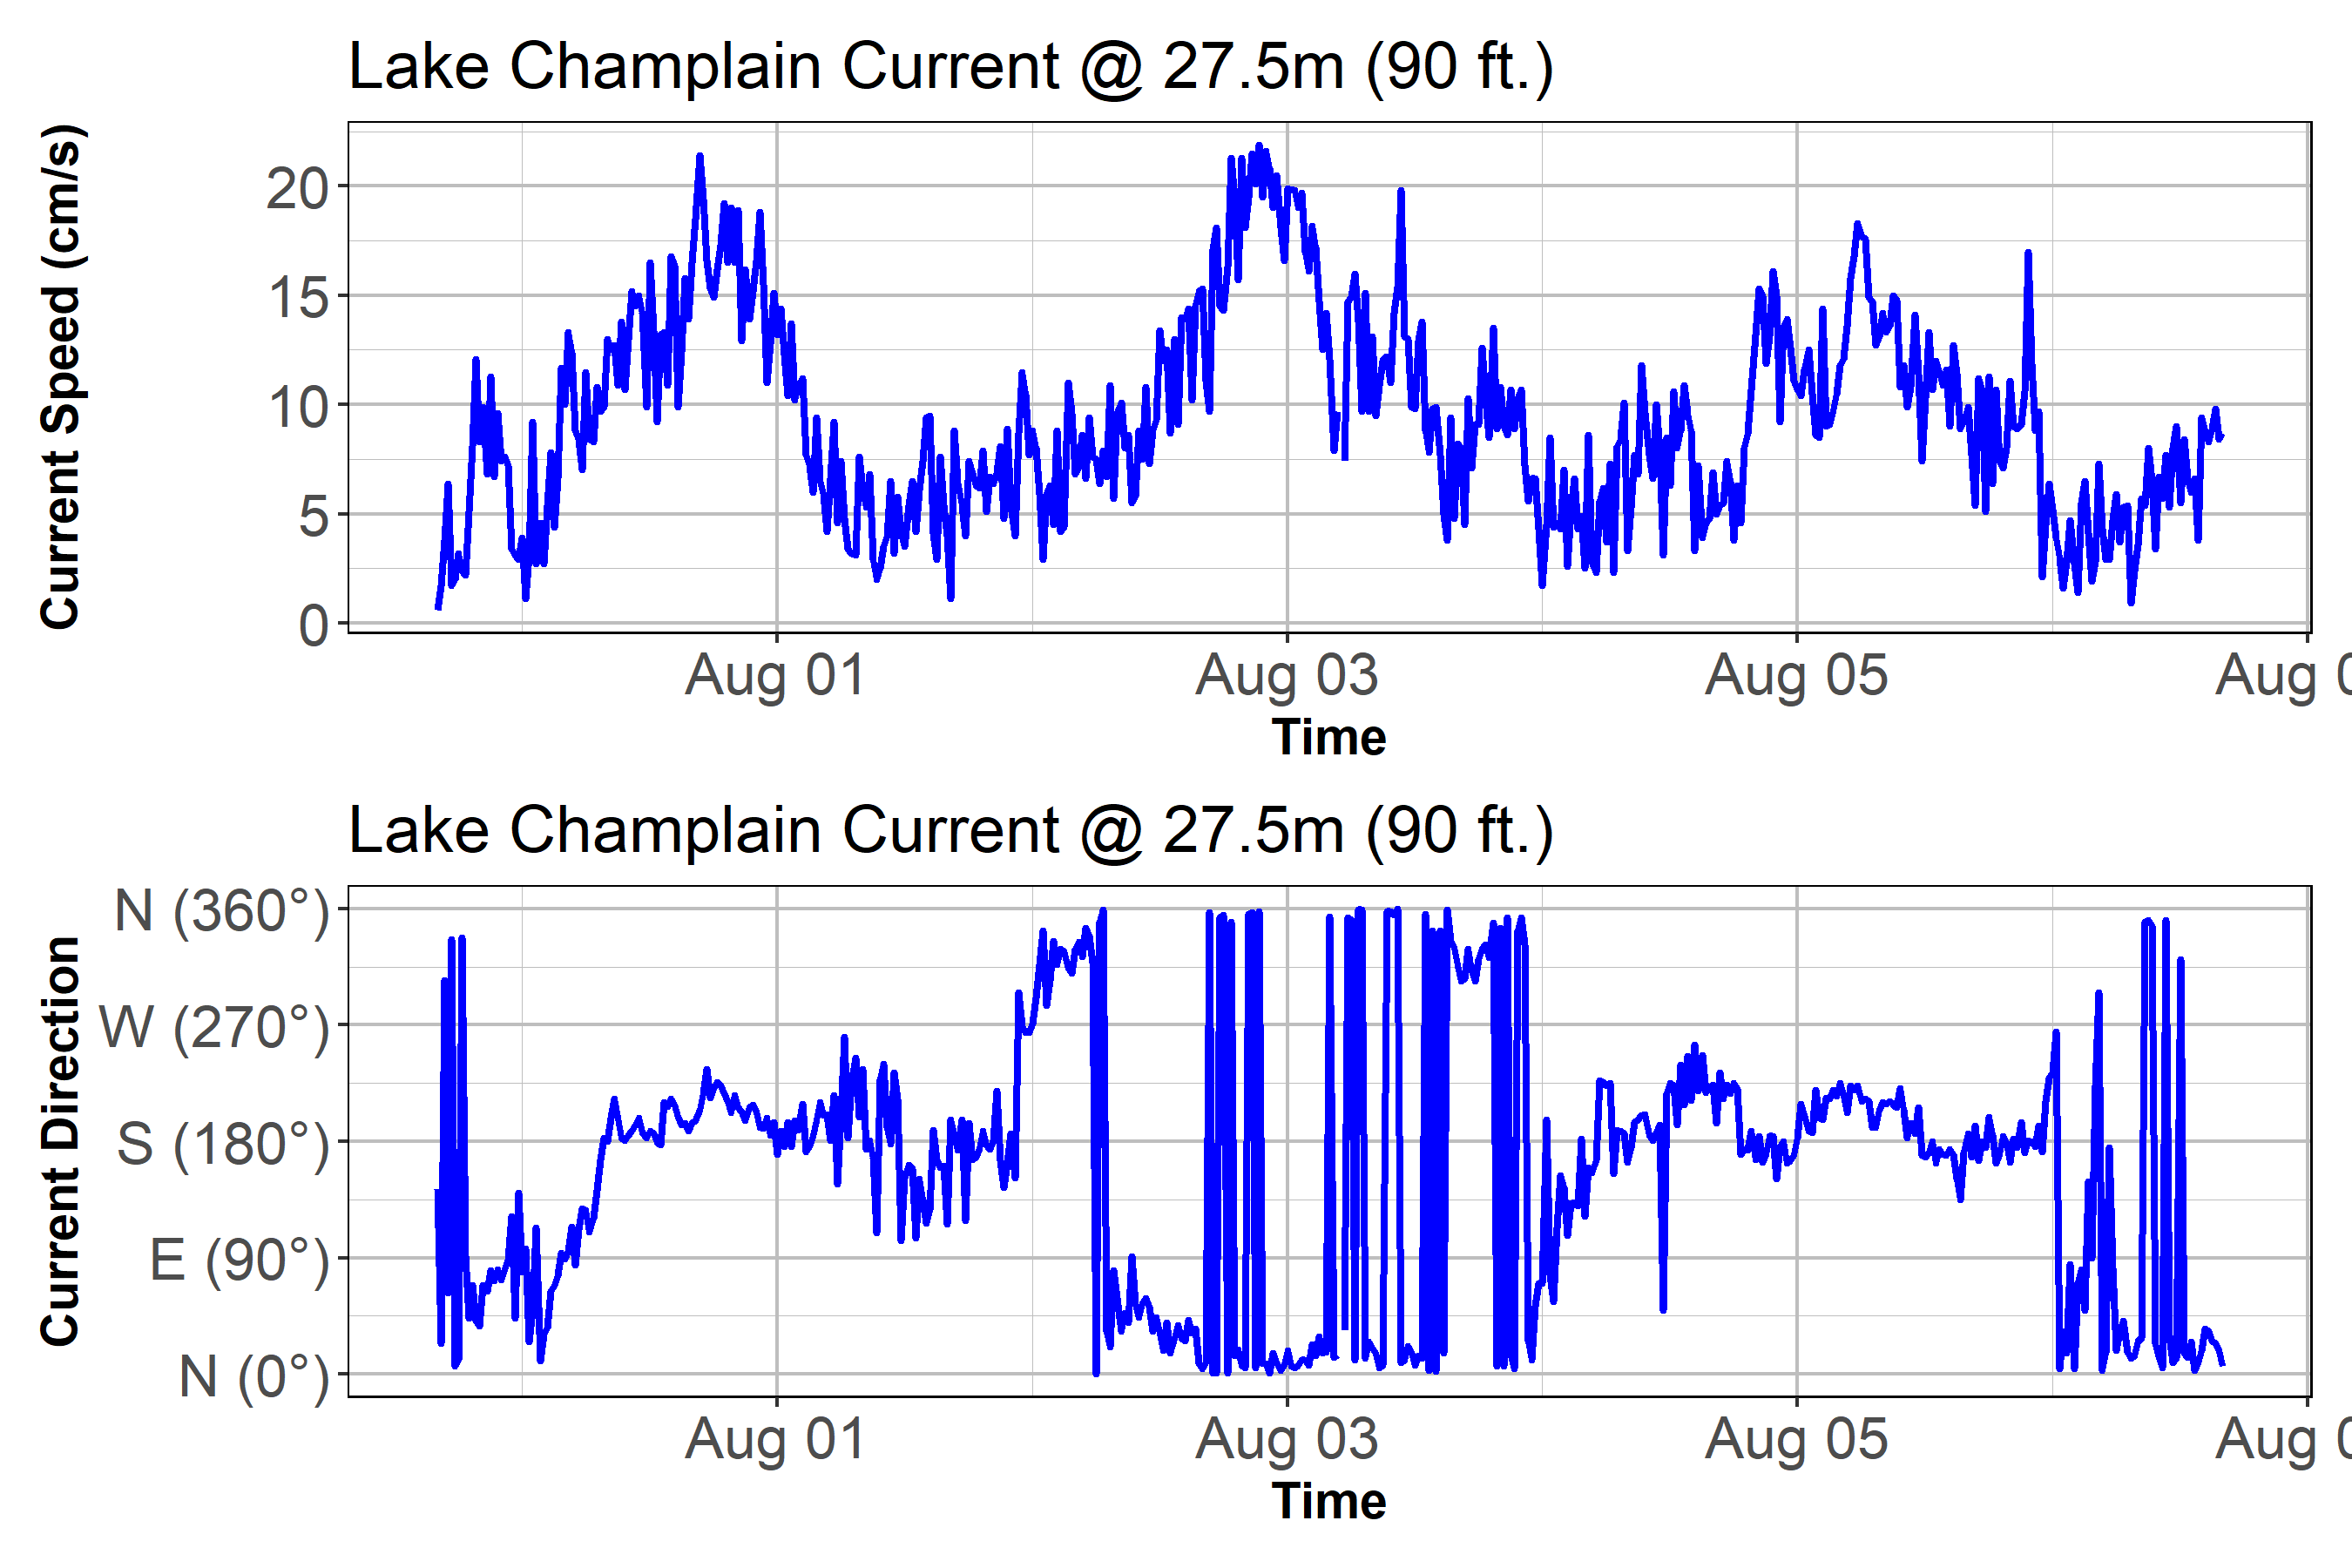 Lake Champlain Current @ 27.5m (90 ft.)
Current Speed (cm/s)
20
15
10
5
0
Aug 01 Aug 03 Aug 05 Aug
Time
Lake Champlain Current @ 27.5m (90 ft.)
Current Direction
N (360°)
W (270°)
S (180°)
E (90°)
N (0°)
Aug 01 Aug 03 Aug 05 Aug
Time